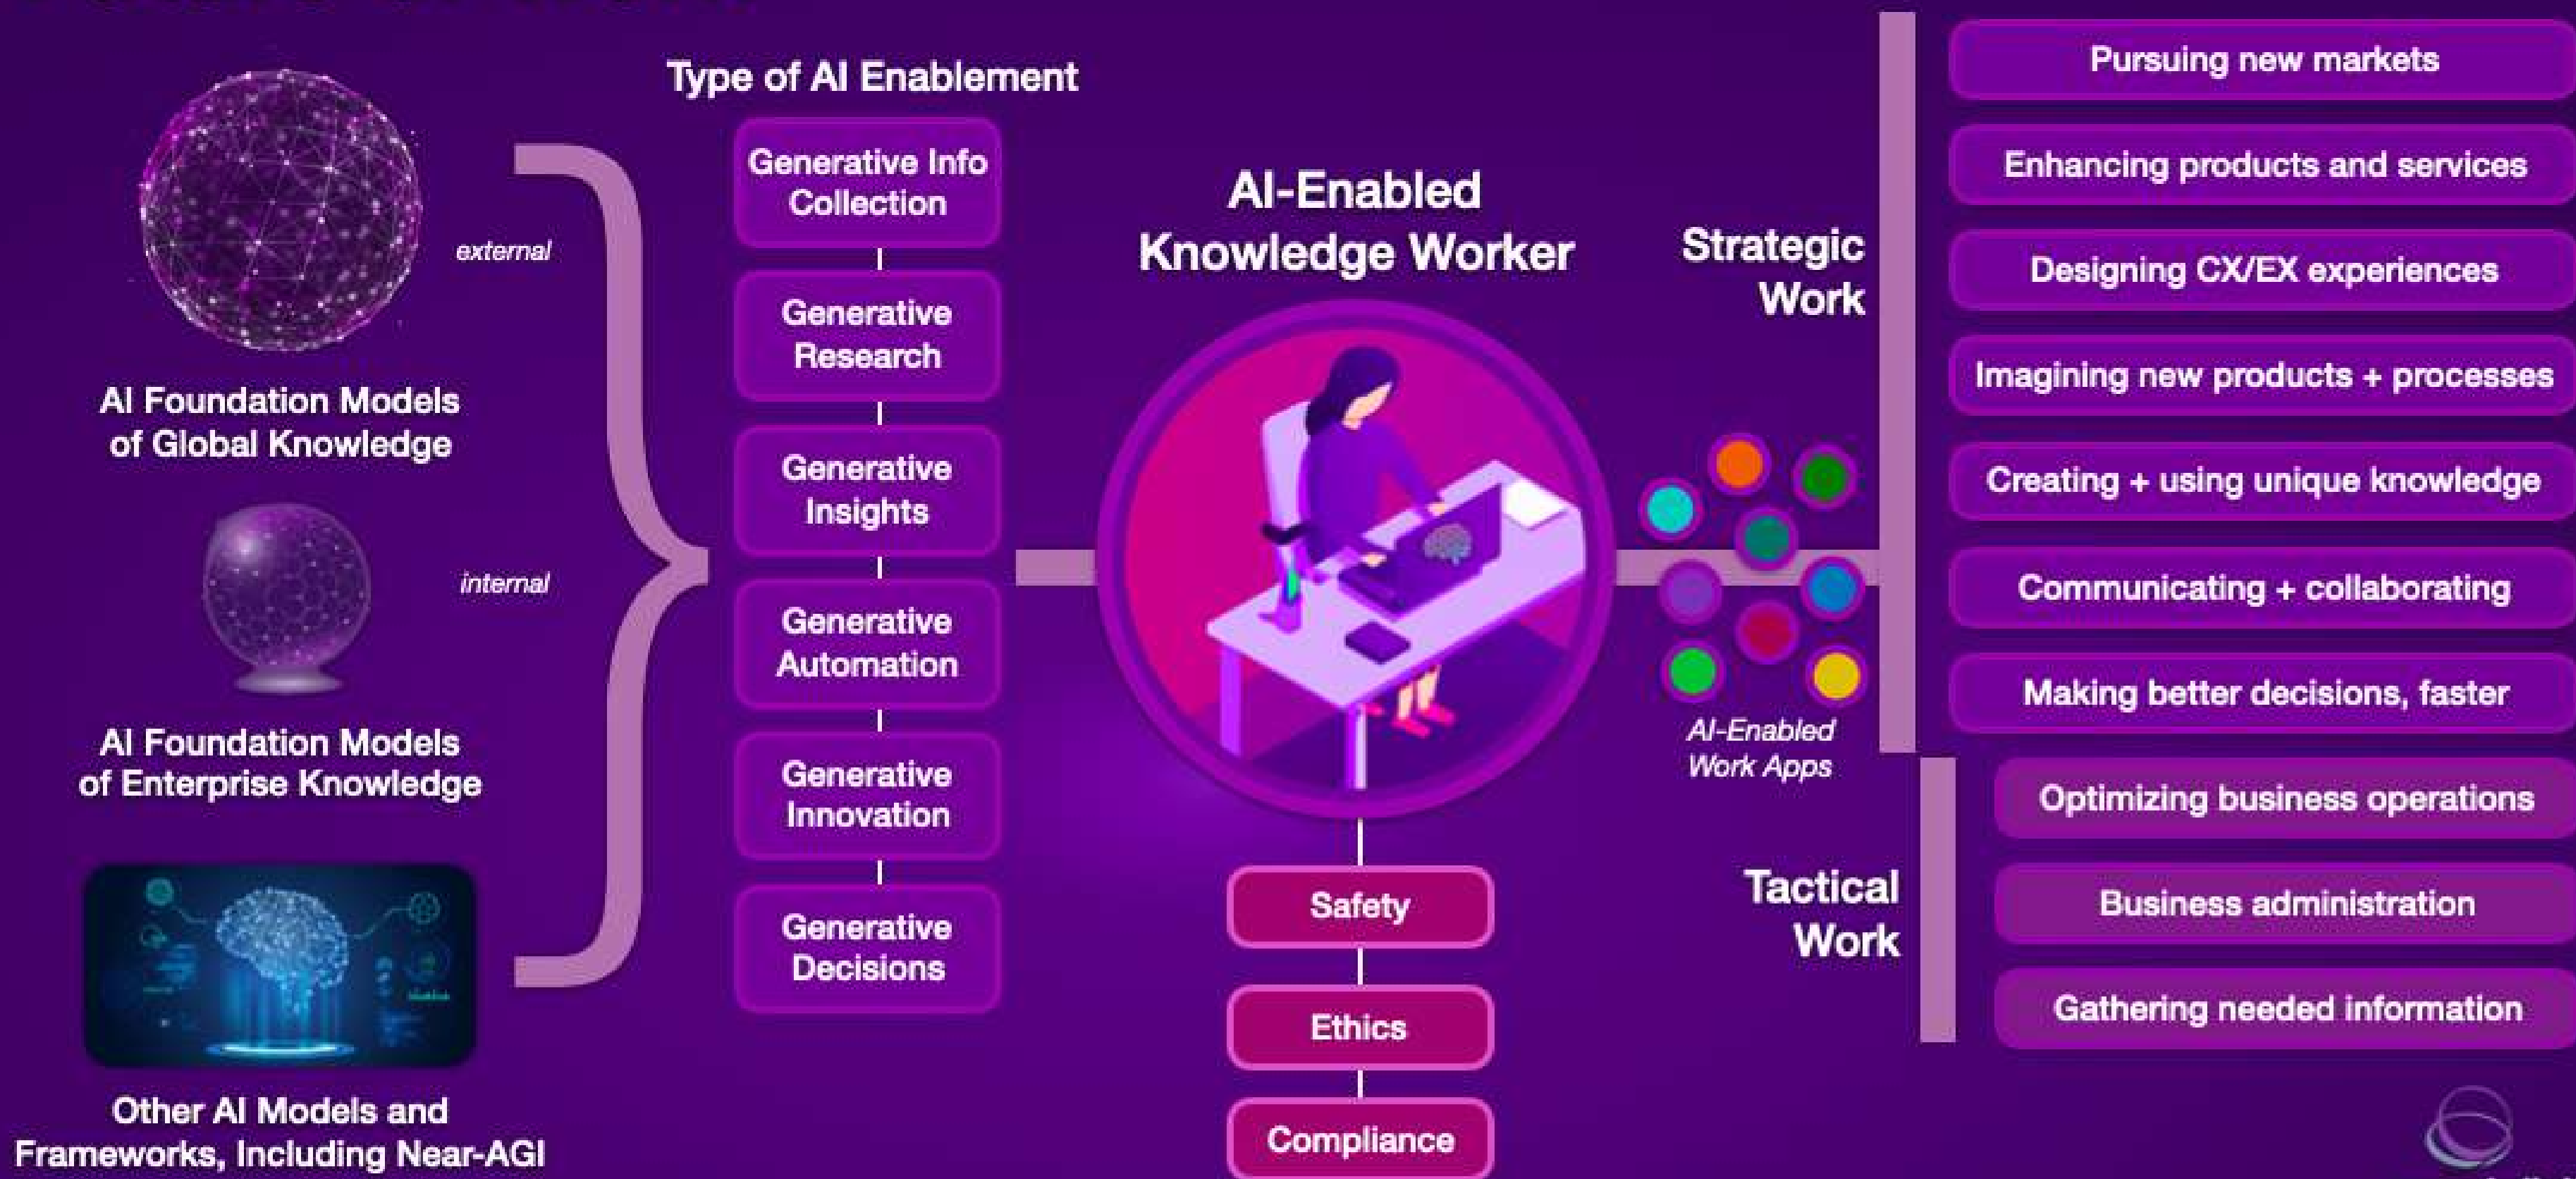 Type of AI Enablement
Generative Info
Collection
Generative
Research
Generative
Insights
Generative
Automation
Generative
Innovation
Generative
Decisions
external
AI Foundation Models
of Global Knowledge
internal
AI Foundation Models
of Enterprise Knowledge
Other AI Models and
Frameworks, Including Near-AGI
AI-Enabled
Knowledge Worker
Safety
Ethics
Compliance
AI-Enabled
Work Apps
Strategic
Work
Pursuing new markets
Enhancing products and services
Designing CX/EX experiences
Imagining new products + processes
Creating + using unique knowledge
Communicating + collaborating
Making better decisions, faster
Tactical
Work
Optimizing business operations
Business administration
Gathering needed information